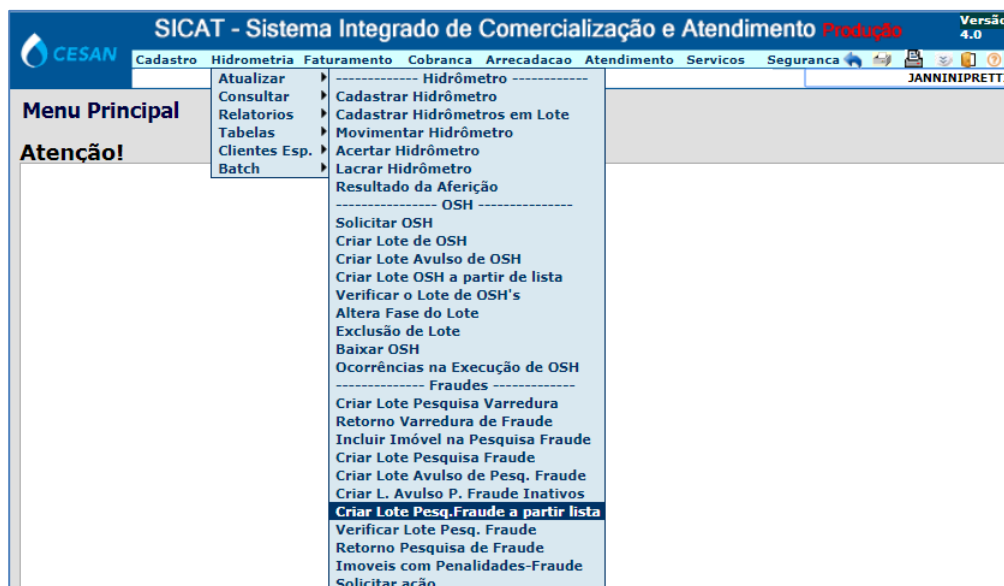 SICAT - Sistema Integrado de Comercialização e Atendimento Produção
Versão 4.0
CESAN
Cadastro Hidrometria Faturamento Cobranca Arrecadacao Atendimento Servicos Seguranca
JANNINIPRETT
Menu Principal
Atenção!
Atualizar
Consultar
Relatorios
Tabelas
Clientes Esp.
Batch
------------- Hidrômetro ------------
Cadastrar Hidrômetro
Cadastrar Hidrômetros em Lote
Movimentar Hidrômetro
Acertar Hidrômetro
Lacrar Hidrômetro
Resultado da Aferição
---------------- OSH ---------------
Solicitar OSH
Criar Lote de OSH
Criar Lote Avulso de OSH
Criar Lote OSH a partir de lista
Verificar o Lote de OSH's
Altera Fase do Lote
Exclusão de Lote
Baixar OSH
Ocorrências na Execução de OSH
-------------- Fraudes -------------
Criar Lote Pesquisa Varredura
Retorno Varredura de Fraude
Incluir Imóvel na Pesquisa Fraude
Criar Lote Pesquisa Fraude
Criar Lote Avulso de Pesq. Fraude
Criar L. Avulso P. Fraude Inativos
Criar Lote Pesq.Fraude a partir lista
Verificar Lote Pesq. Fraude
Retorno Pesquisa de Fraude
Imoveis com Penalidades-Fraude
Solicitar ação